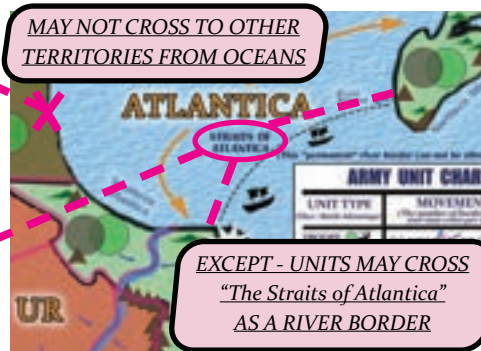 MAY NOT CROSS TO OTHER
TERRITORIES FROM OCEANS
ATLANTICA
STRAITS OF
ATLANTICA
ARMY UNIT CHAR
UNIT TYPE
MOVEMEN
UR
EXCEPT - UNITS MAY CROSS
"The Straits of Atlantica"
AS A RIVER BORDER